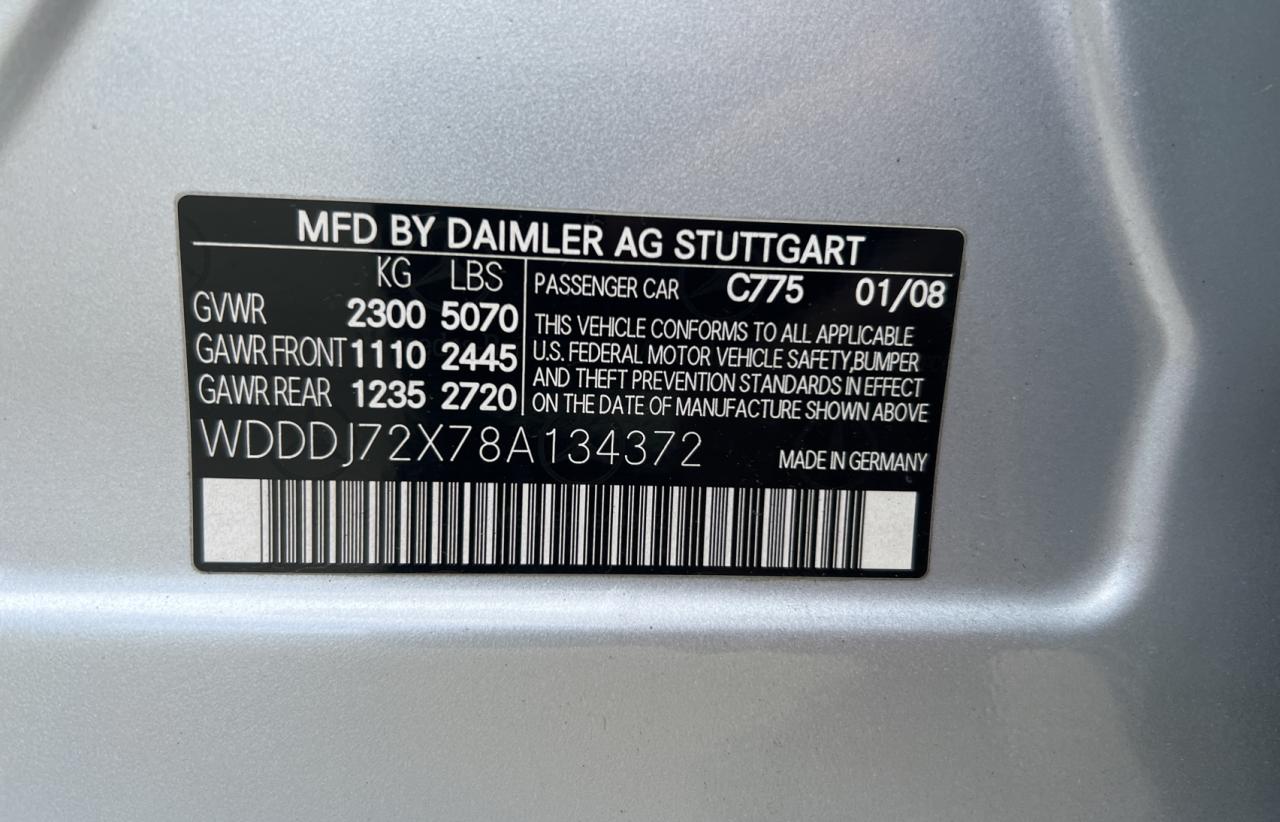 MFD BY DAIMLER AG STUTTGART
KG LBS
GVWR 2300 5070
GAWR FRONT 1110 2445
GAWR REAR 1235 2720
PASSENGER CAR C775 01/08
THIS VEHICLE CONFORMS TO ALL APPLICABLE
U.S. FEDERAL MOTOR VEHICLE SAFETY,BUMPER
AND THEFT PREVENTION STANDARDS IN EFFECT
ON THE DATE OF MANUFACTURE SHOWN ABOVE
WDDDJ72X78A134372
MADE IN GERMANY